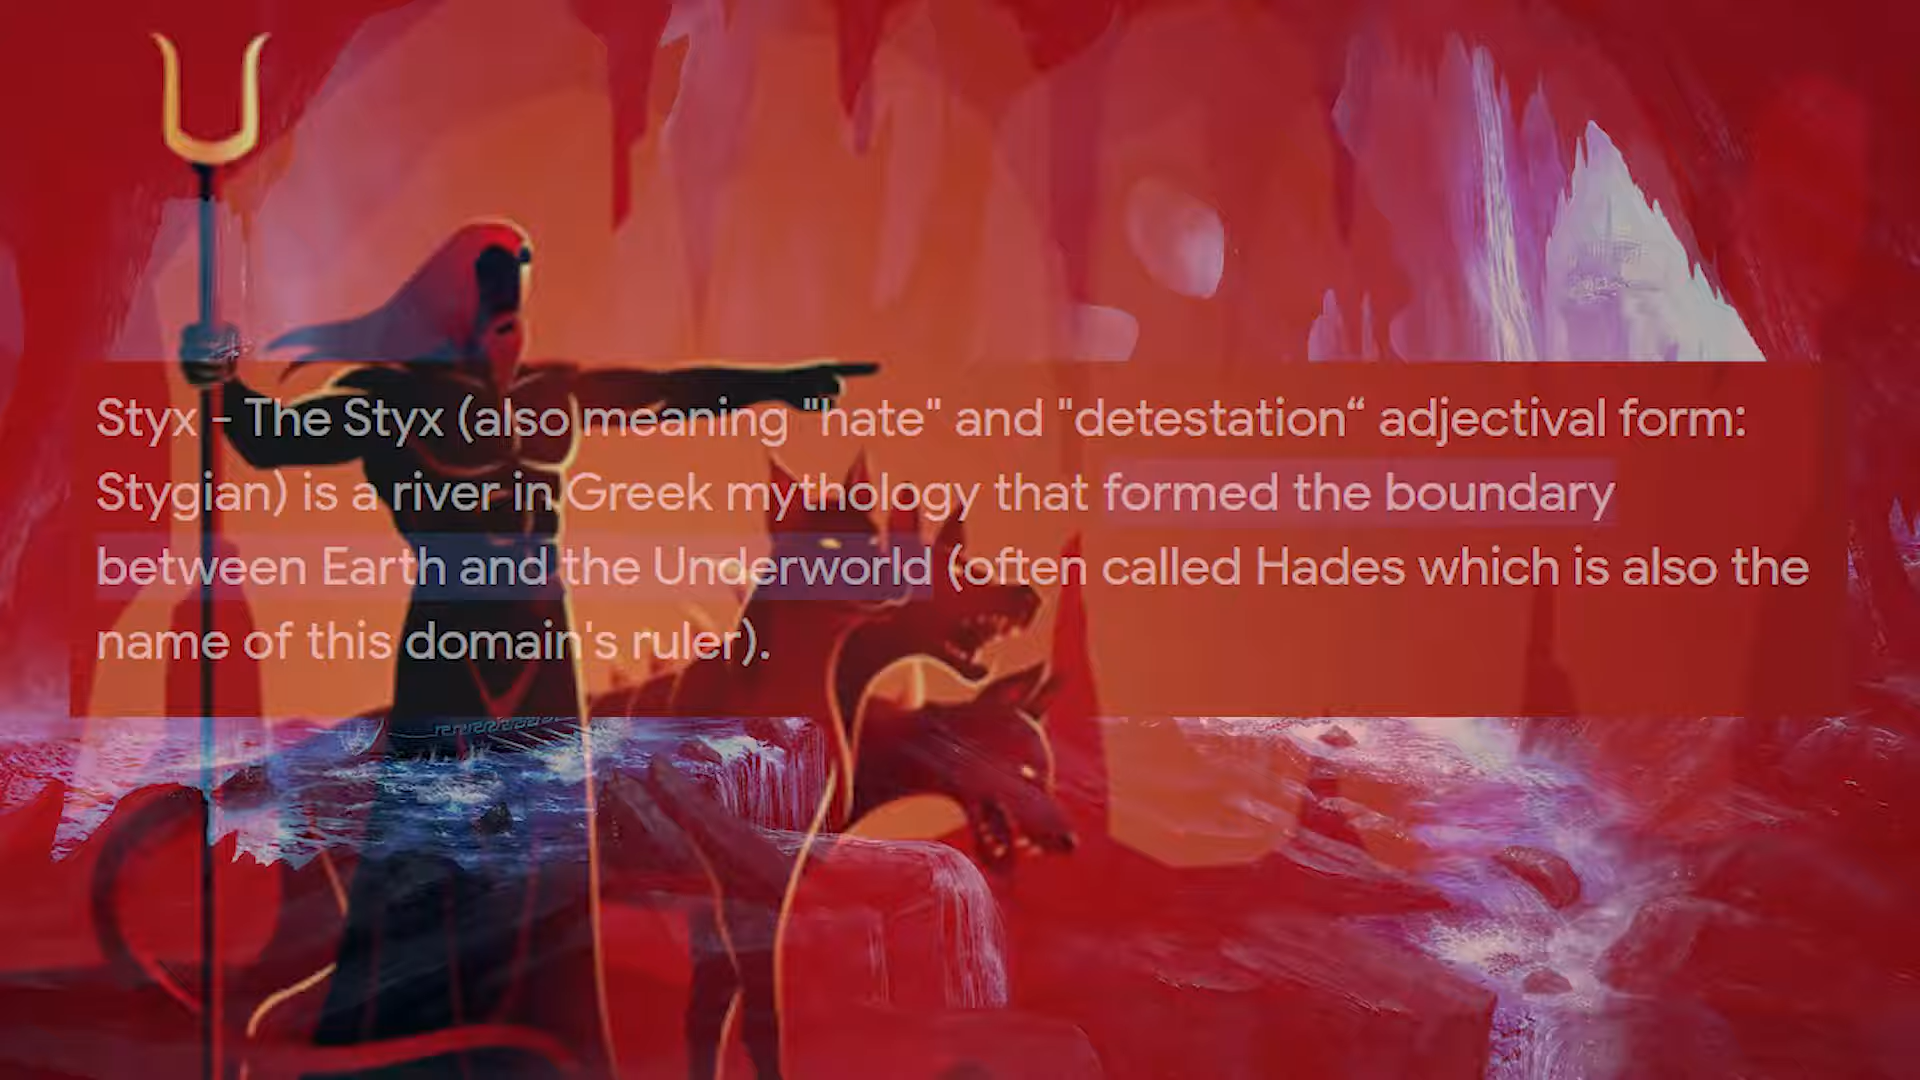 Styx - The Styx (also meaning "hate" and "detestation“ adjectival form:
Stygian) is a river in Greek mythology that formed the boundary
between Earth and the Underworld (often called Hades which is also the
name of this domain's ruler).